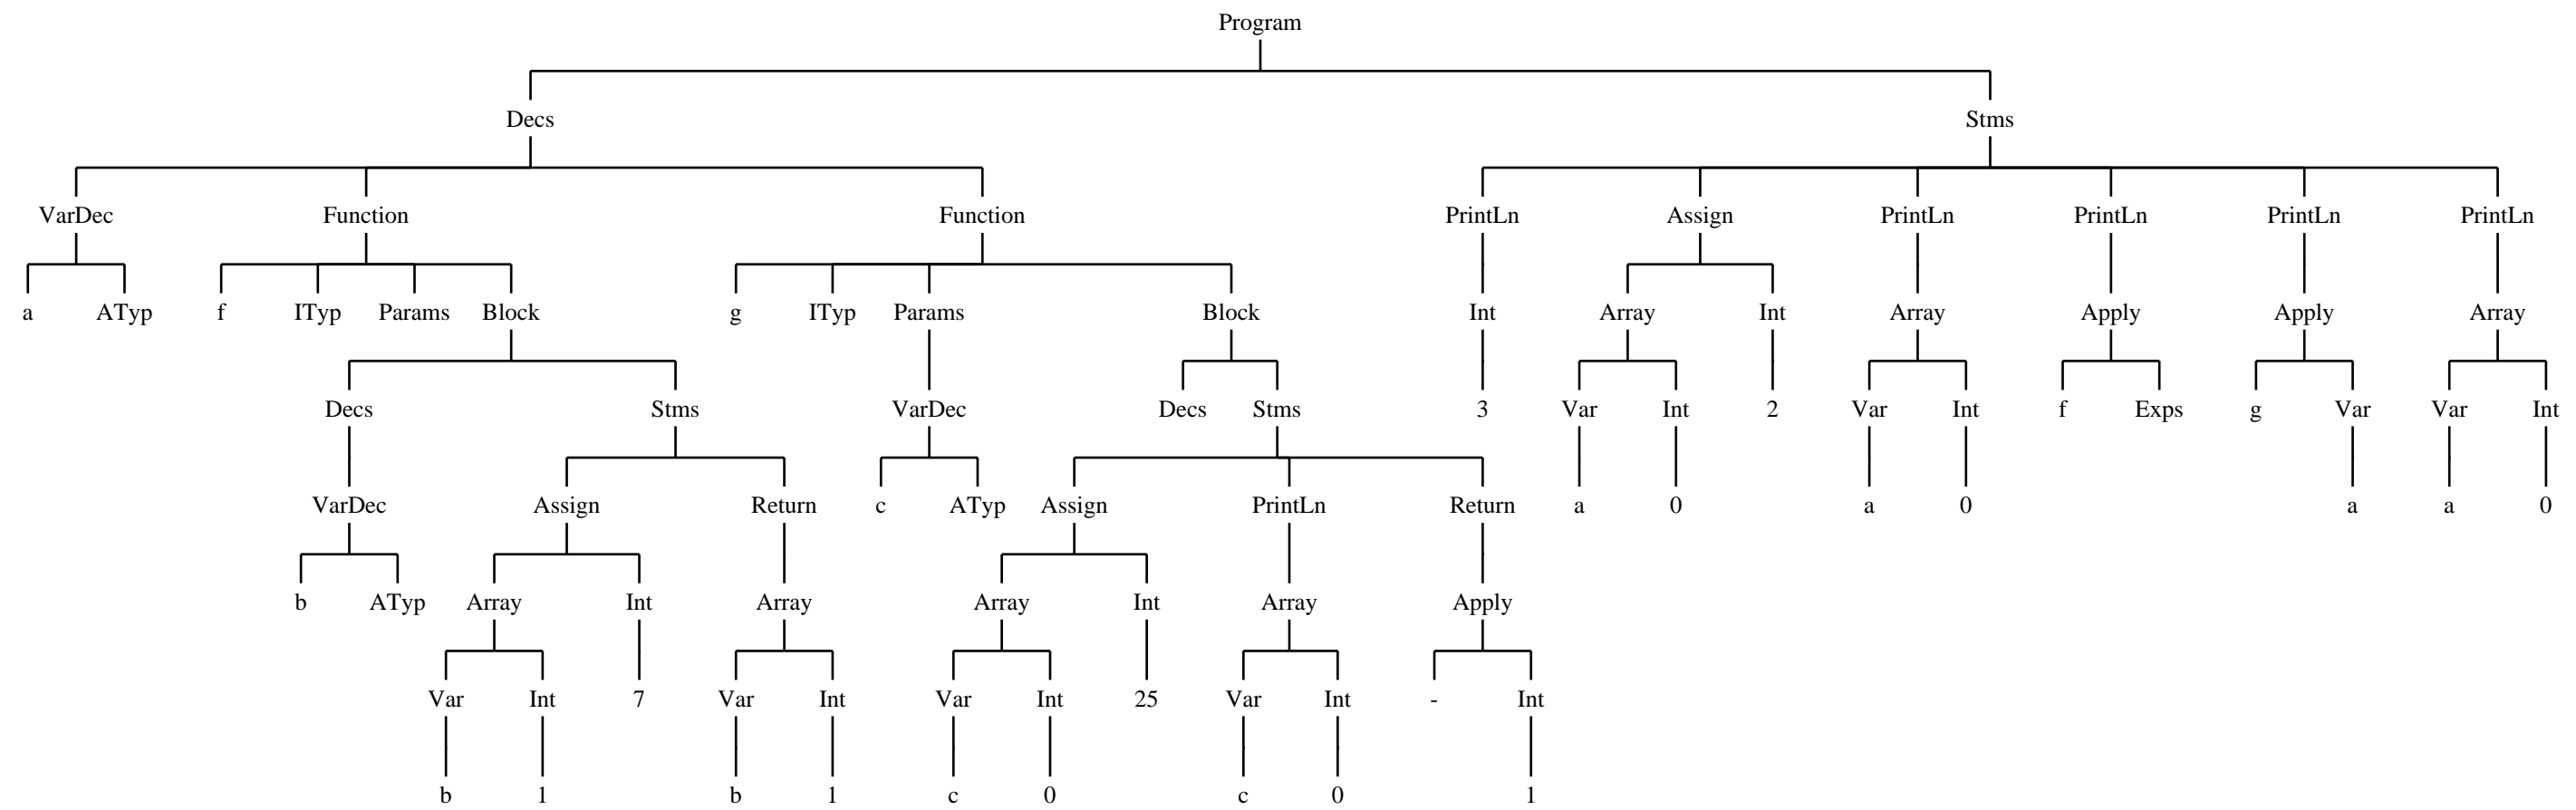 Program
Decs Stms
VarDec Function Function PrintLn Assign PrintLn PrintLn PrintLn PrintLn
a ATyp f ITyp Params Block g ITyp Params Block Int Array Int Array Apply Apply Array
Decs Stms VarDec Decs Stms 3 Var Int 2 Var Int f Exps g Var Var Int
VarDec Assign Return c ATyp Assign PrintLn Return a 0 a 0 a a 0
b ATyp Array Int Array Array Int Array Apply
Var Int 7 Var Int Var Int 25 Var Int - Int
b 1 b 1 c 0 c 0 1